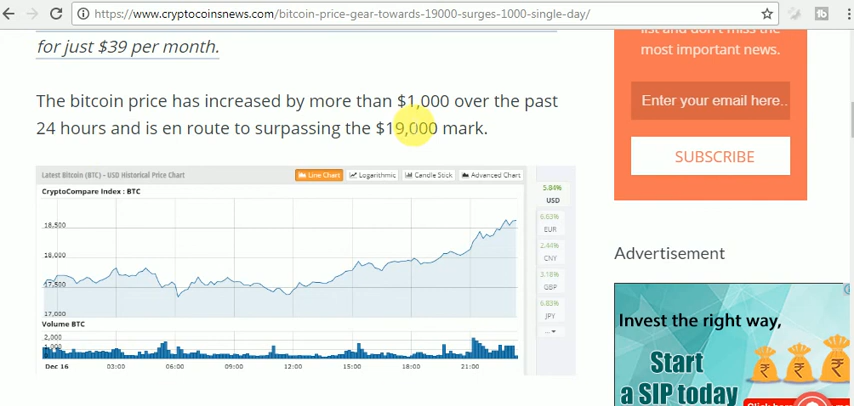 https://www.cryptocoinsnews.com/bitcoin-price-gear-towards-19000-surges-1000-single-day/
for just $39 per month.
The bitcoin price has increased by more than $1,000 over the past
24 hours and is en route to surpassing the $19,000 mark.
Latest Bitcoin (BTC) - USD Historical Price Chart
Line Chart
Logarithmic
Candle Stick
Advanced Chart
CryptoCompare Index : BTC
18,500
18,000
17,500
17,000
Volume BTC
2,000
1,000
Dec 16
03:00
06:00
09:00
12:00
15:00
18:00
21:00
5.84%
USD
6.63%
EUR
2.44%
CNY
3.18%
GBP
6.83%
JPY
...
list and don't miss the
most important news.
Enter your email here..
SUBSCRIBE
Advertisement
Invest the right way,
Start
a SIP today